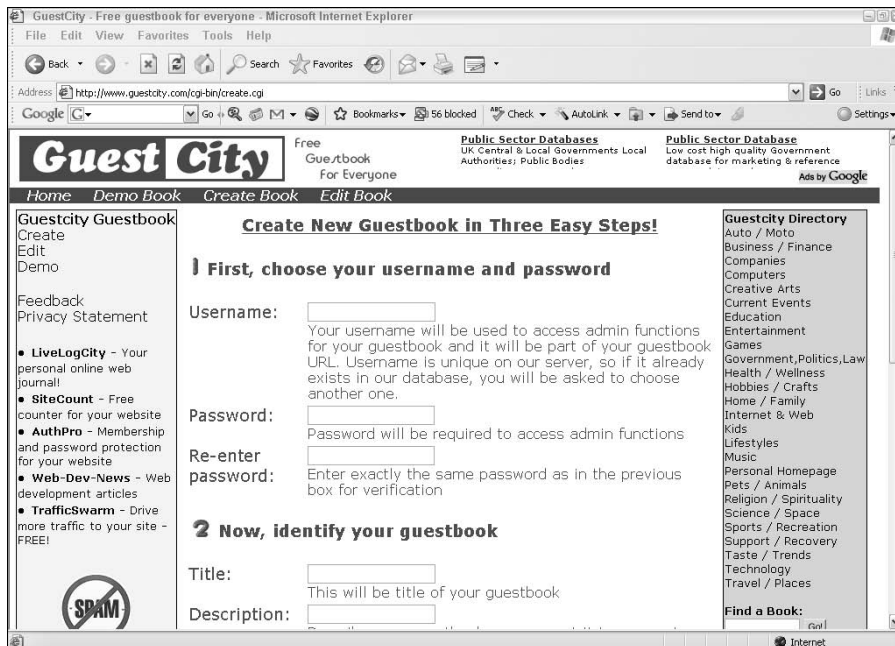 GuestCity - Free guestbook for everyone - Microsoft Internet Explorer
File Edit View Favorites Tools Help
Back Search Favorites
Address http://www.guestcity.com/cgi-bin/create.cgi Go Links
Google G Go Bookmarks 56 blocked ABC Check AutoLink Send to Settings
Guest City
Free
Guestbook
For Everyone
Public Sector Databases
UK Central & Local Governments Local
Authorities; Public Bodies
Public Sector Database
Low cost high quality Government
database for marketing & reference
Ads by Google
Home Demo Book Create Book Edit Book
Guestcity Guestbook
Create
Edit
Demo
Feedback
Privacy Statement
• LiveLogCity - Your
personal online web
journal!
• SiteCount - Free
counter for your website
• AuthPro - Membership
and password protection
for your website
• Web-Dev-News - Web
development articles
• TrafficSwarm - Drive
more traffic to your site -
FREE!
SPAM
Create New Guestbook in Three Easy Steps!
1 First, choose your username and password
Username:
Your username will be used to access admin functions
for your guestbook and it will be part of your guestbook
URL. Username is unique on our server, so if it already
exists in our database, you will be asked to choose
another one.
Password:
Password will be required to access admin functions
Re-enter
password:
Enter exactly the same password as in the previous
box for verification
2 Now, identify your guestbook
Title:
This will be title of your guestbook
Description:
Guestcity Directory
Auto / Moto
Business / Finance
Companies
Computers
Creative Arts
Current Events
Education
Entertainment
Games
Government,Politics,Law
Health / Wellness
Hobbies / Crafts
Home / Family
Internet & Web
Kids
Lifestyles
Music
Personal Homepage
Pets / Animals
Religion / Spirituality
Science / Space
Sports / Recreation
Support / Recovery
Taste / Trends
Technology
Travel / Places
Find a Book:
Go!
Internet